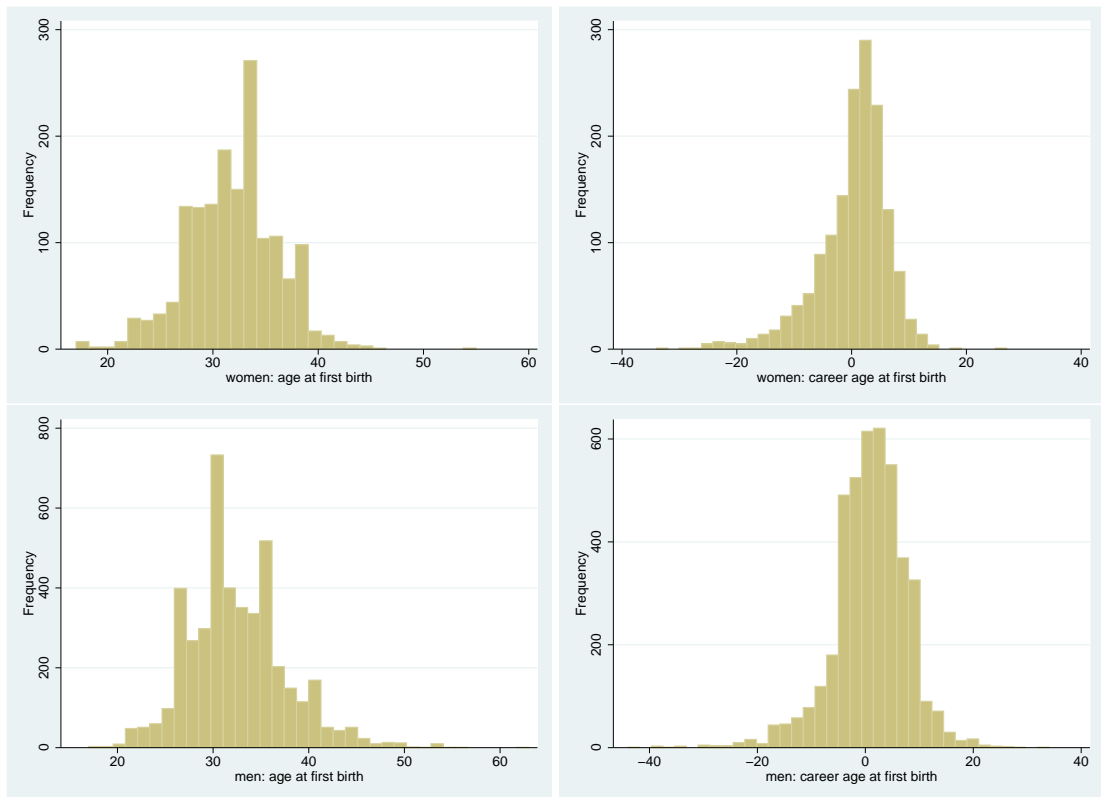 Frequency
0 100 200 300
20 30 40 50 60
women: age at first birth
Frequency
0 100 200 300
−40 −20 0 20 40
women: career age at first birth
Frequency
0 200 400 600 800
20 30 40 50 60
men: age at first birth
Frequency
0 200 400 600
−40 −20 0 20 40
men: career age at first birth